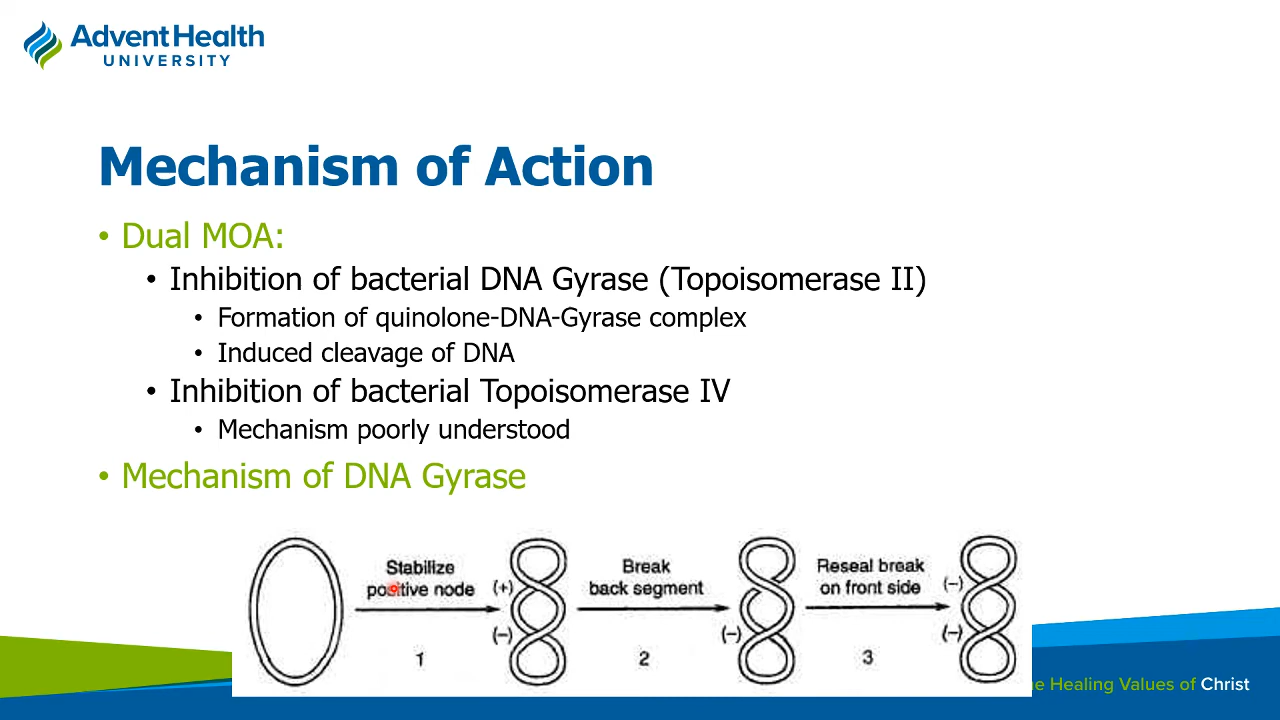 AdventHealth
UNIVERSITY
Mechanism of Action
• Dual MOA:
• Inhibition of bacterial DNA Gyrase (Topoisomerase II)
• Formation of quinolone-DNA-Gyrase complex
• Induced cleavage of DNA
• Inhibition of bacterial Topoisomerase IV
• Mechanism poorly understood
• Mechanism of DNA Gyrase
Stabilize
positive node
1
(+)
(−)
Break
back segment
2
(−)
Reseal break
on front side
3
(−)
(−)
Healing Values of Christ